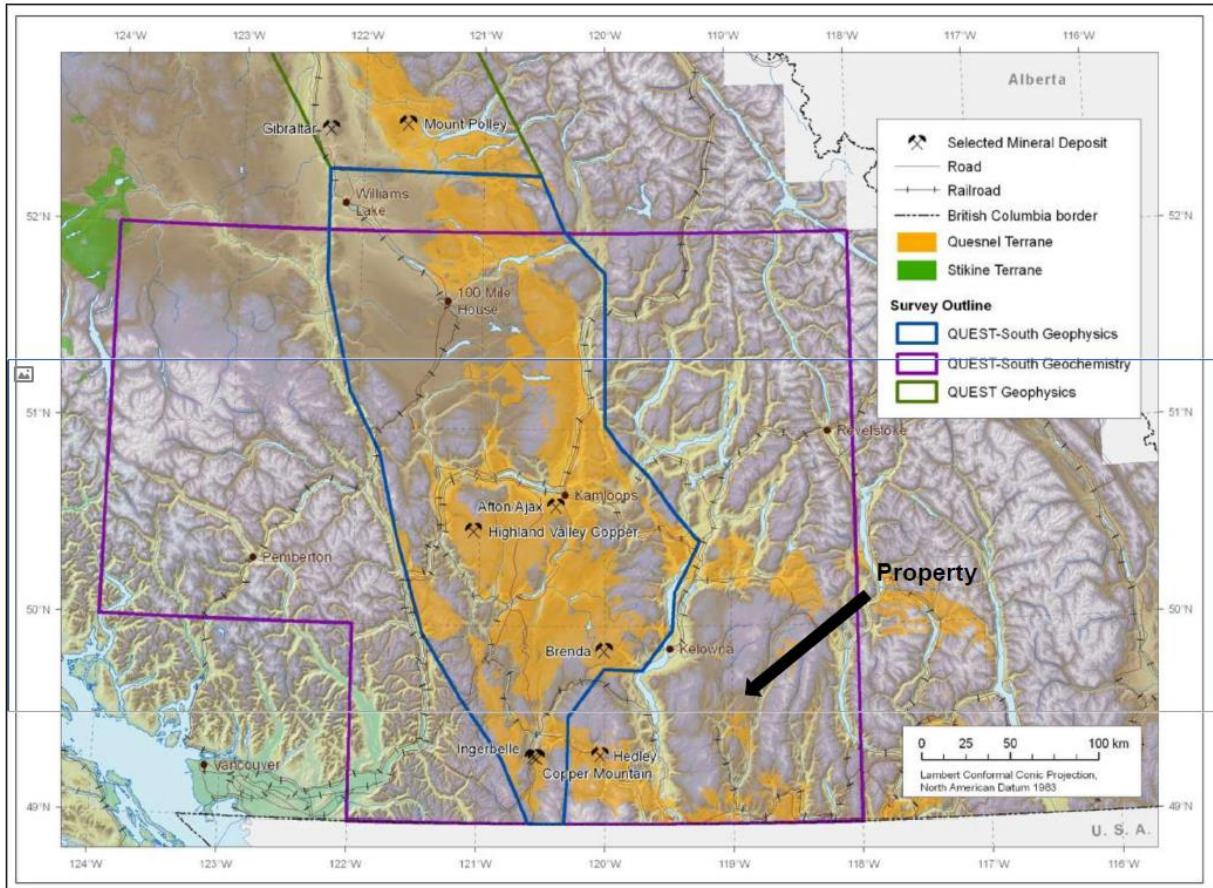 124°W 123°W 122°W 121°W 120°W 119°W 118°W 117°W 116°W
Alberta
Gibraltar
Mount Polley
Williams
Lake
52°N
52°N
100 Mile
House
51°N
51°N
Revelstoke
Kamloops
Afton/Ajax
Highland Valley Copper
Pemberton
Property
50°N
50°N
Brenda
Kelowna
Ingerbelle
Hedley
Copper Mountain
Vancouver
49°N
49°N
U. S. A.
Selected Mineral Deposit
Road
Railroad
British Columbia border
Quesnel Terrane
Stikine Terrane
Survey Outline
QUEST-South Geophysics
QUEST-South Geochemistry
QUEST Geophysics
0 25 50 100 km
Lambert Conformal Conic Projection,
North American Datum 1983
124°W 123°W 122°W 121°W 120°W 119°W 118°W 117°W 116°W